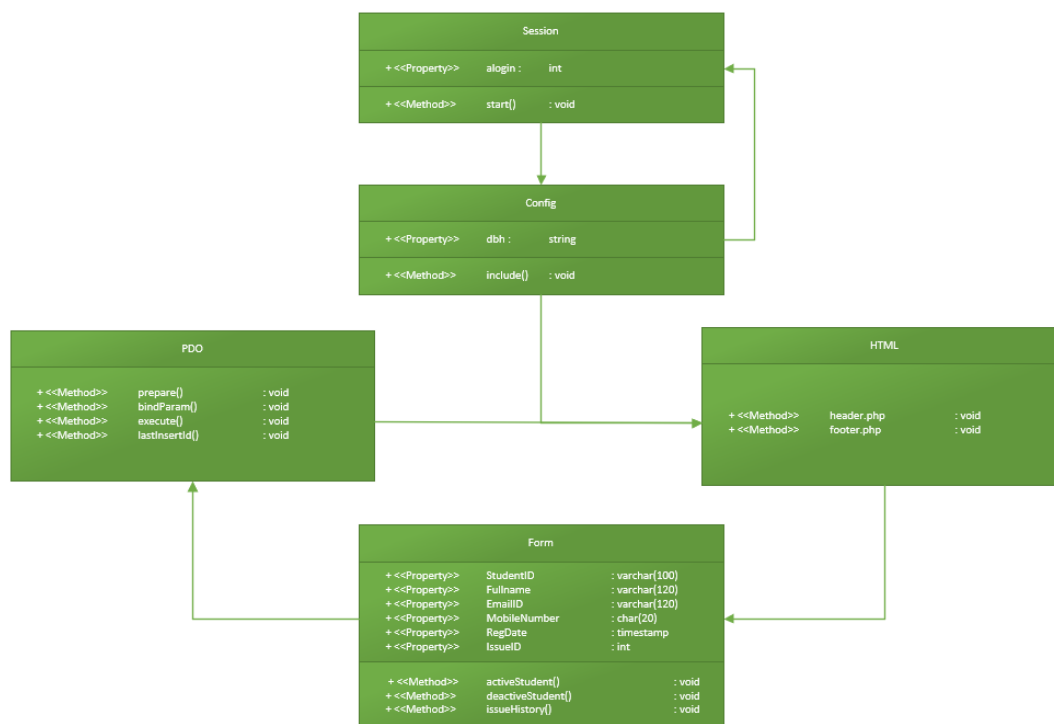 Session
+ <<Property>> alogin : int
+ <<Method>> start() : void
Config
+ <<Property>> dbh : string
+ <<Method>> include() : void
PDO
+ <<Method>> prepare() : void
+ <<Method>> bindParam() : void
+ <<Method>> execute() : void
+ <<Method>> lastInsertId() : void
HTML
+ <<Method>> header.php : void
+ <<Method>> footer.php : void
Form
+ <<Property>> StudentID : varchar(100)
+ <<Property>> Fullname : varchar(120)
+ <<Property>> EmailID : varchar(120)
+ <<Property>> MobileNumber : char(20)
+ <<Property>> RegDate : timestamp
+ <<Property>> IssueID : int
+ <<Method>> activeStudent() : void
+ <<Method>> deactiveStudent() : void
+ <<Method>> issueHistory() : void